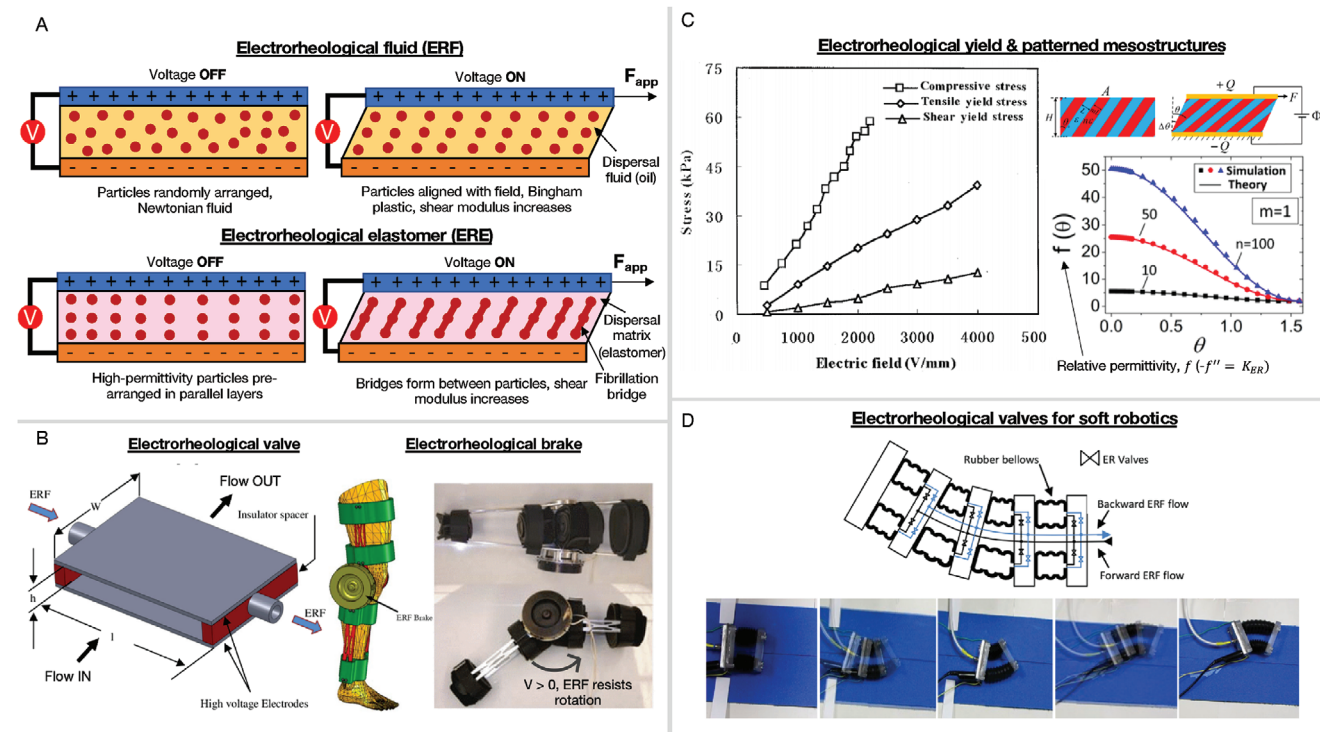 A
Electrorheological fluid (ERF)
Voltage OFF
Voltage ON
F_app
+ + + + + + + + + + + +
+ + + + + + + + + + + +
V
V
- - - - - - - - - - - -
- - - - - - - - - - - -
Dispersal
fluid (oil)
Particles randomly arranged,
Newtonian fluid
Particles aligned with field, Bingham
plastic, shear modulus increases
Electrorheological elastomer (ERE)
Voltage OFF
Voltage ON
F_app
+ + + + + + + + + + + +
+ + + + + + + + + + + +
V
V
- - - - - - - - - - - -
- - - - - - - - - - - -
Dispersal
matrix
(elastomer)
Fibrillation
bridge
High-permittivity particles pre-
arranged in parallel layers
Bridges form between particles, shear
modulus increases
B
Electrorheological valve
ERF
W
Flow OUT
Insulator spacer
h
l
ERF
Flow IN
High voltage Electrodes
Electrorheological brake
ERF Brake
V > 0, ERF resists
rotation
C
Electrorheological yield & patterned mesostructures
75
60
45
30
15
0
Stress (kPa)
Compressive stress
Tensile yield stress
Shear yield stress
0 1000 2000 3000 4000 5000
Electric field (V/mm)
A
H
+Q
F
θ
Δθ
Φ
-Q
f (θ)
50
40
30
20
10
0
Simulation
Theory
m=1
50
n=100
10
0.0 0.5 1.0 1.5
θ
Relative permittivity, f (-f″ = K_ER)
D
Electrorheological valves for soft robotics
Rubber bellows
ER Valves
Backward ERF flow
Forward ERF flow